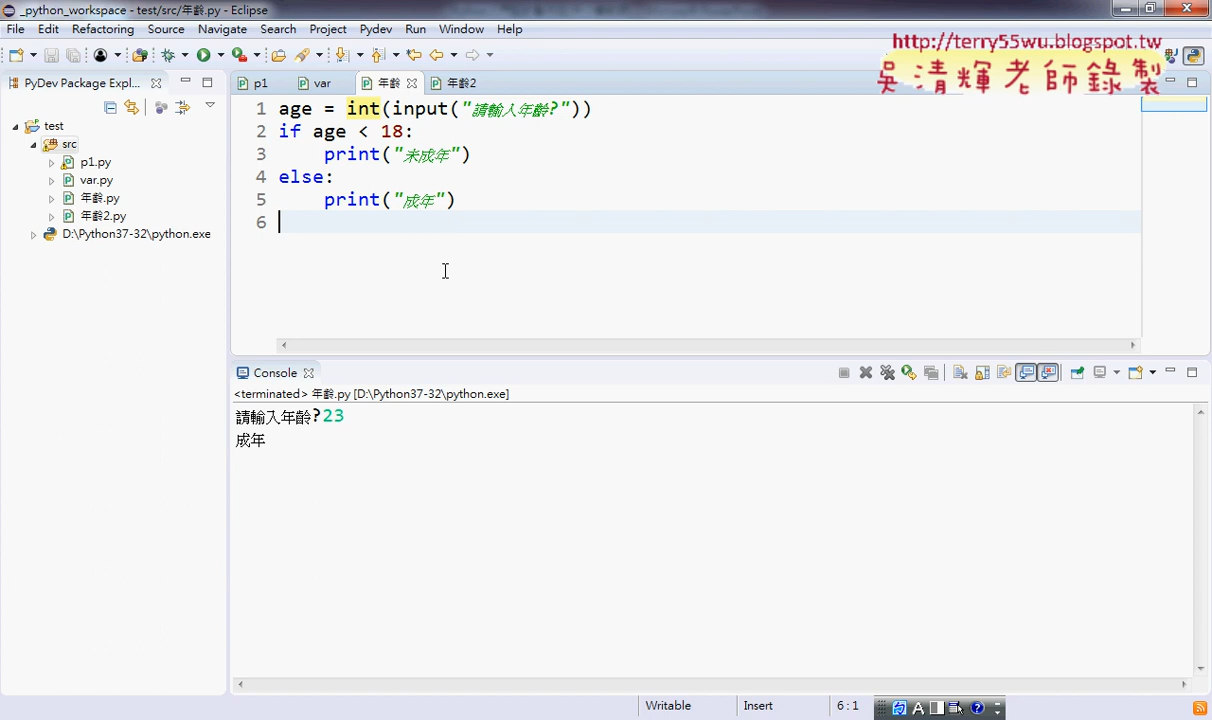 _python_workspace - test/src/年齡.py - Eclipse
File Edit Refactoring Source Navigate Search Project Pydev Run Window Help
http://terry55wu.blogspot.tw
吳清輝老師錄製
PyDev Package Expl...
p1 var 年齡 年齡2
test
src
p1.py
var.py
年齡.py
年齡2.py
D:\Python37-32\python.exe
1 age = int(input("請輸入年齡?"))
2 if age < 18:
3     print("未成年")
4 else:
5     print("成年")
6
Console
<terminated> 年齡.py [D:\Python37-32\python.exe]
請輸入年齡?23
成年
Writable Insert 6 : 1